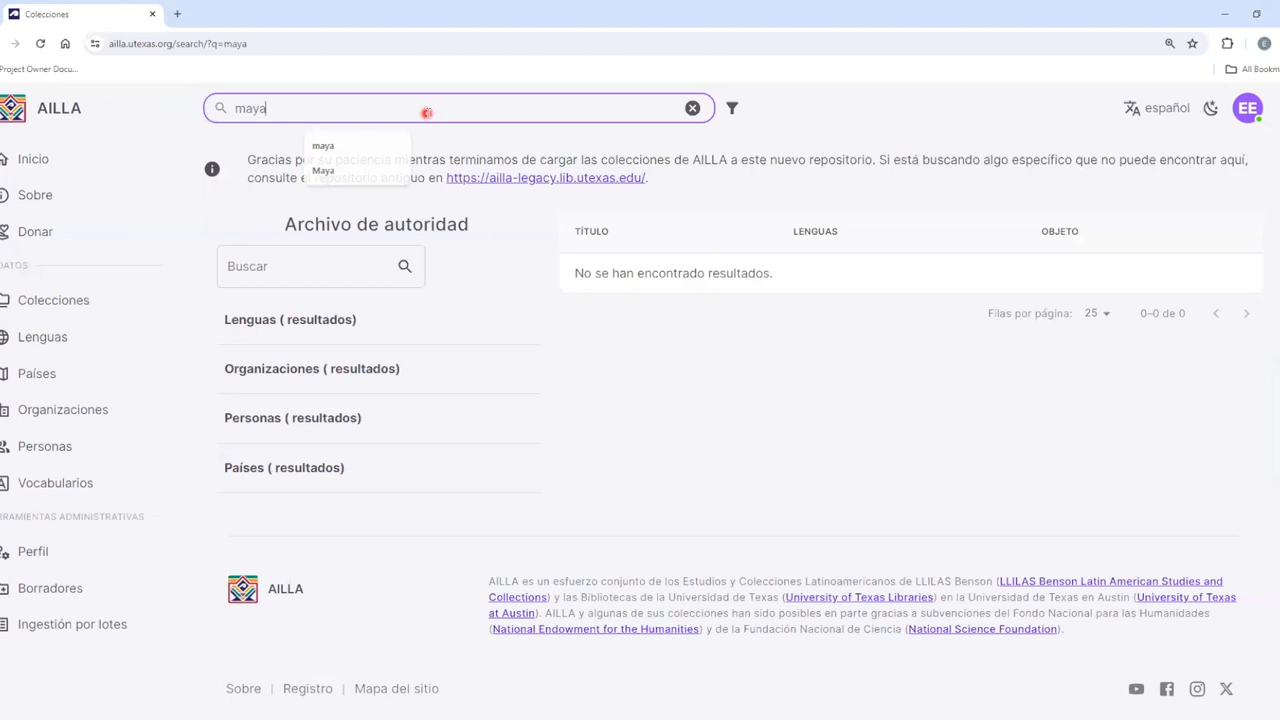 Colecciones
ailla.utexas.org/search/?q=maya
Project Owner Docu...
All Bookm
AILLA
maya
español
EE
maya
Maya
Gracias por su paciencia mientras terminamos de cargar las colecciones de AILLA a este nuevo repositorio. Si está buscando algo específico que no puede encontrar aquí,
consulte el repositorio antiguo en https://ailla-legacy.lib.utexas.edu/.
Inicio
Sobre
Donar
DATOS
Colecciones
Lenguas
Países
Organizaciones
Personas
Vocabularios
RRAMIENTAS ADMINISTRATIVAS
Perfil
Borradores
Ingestión por lotes
Archivo de autoridad
Buscar
Lenguas ( resultados)
Organizaciones ( resultados)
Personas ( resultados)
Países ( resultados)
TÍTULO LENGUAS OBJETO
No se han encontrado resultados.
Filas por página: 25 0–0 de 0
AILLA
AILLA es un esfuerzo conjunto de los Estudios y Colecciones Latinoamericanos de LLILAS Benson (LLILAS Benson Latin American Studies and
Collections) y las Bibliotecas de la Universidad de Texas (University of Texas Libraries) en la Universidad de Texas en Austin (University of Texas
at Austin). AILLA y algunas de sus colecciones han sido posibles en parte gracias a subvenciones del Fondo Nacional para las Humanidades
(National Endowment for the Humanities) y de la Fundación Nacional de Ciencia (National Science Foundation).
Sobre | Registro | Mapa del sitio